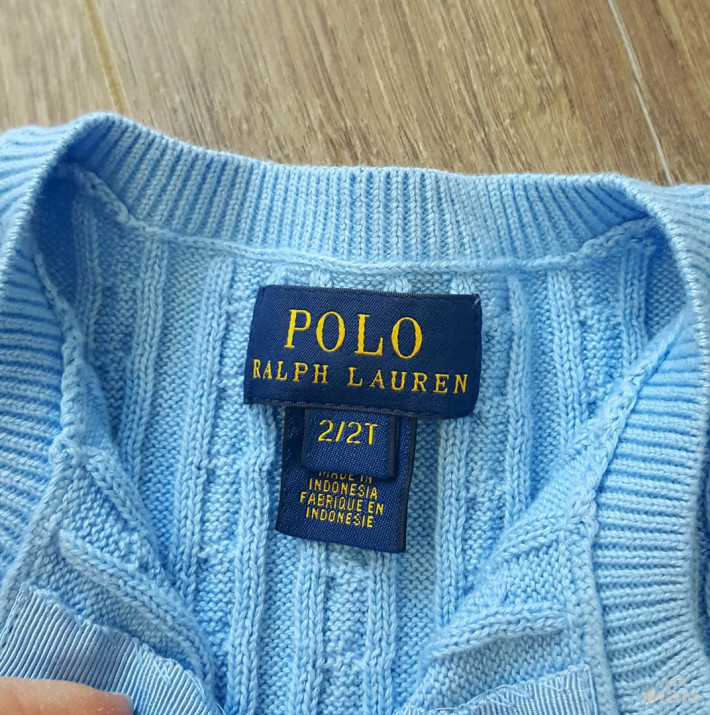 POLO
RALPH LAUREN
2/2T
MADE IN
INDONESIA
FABRIQUE EN
INDONESIE